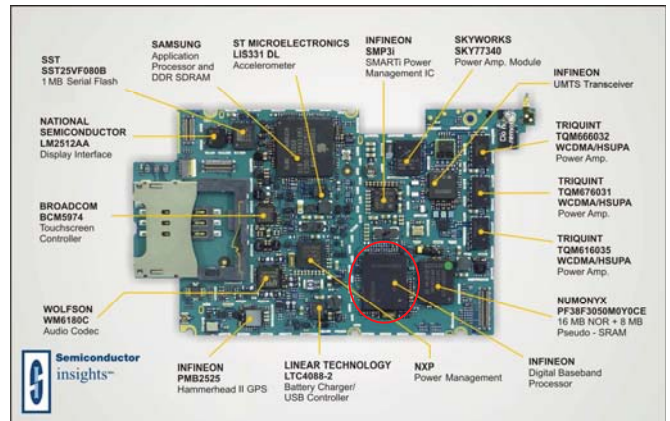 SST
SST25VF080B
1 MB Serial Flash
SAMSUNG
Application
Processor and
DDR SDRAM
ST MICROELECTRONICS
LIS331 DL
Accelerometer
INFINEON
SMP3i
SMARTi Power
Management IC
SKYWORKS
SKY77340
Power Amp. Module
INFINEON
UMTS Transceiver
NATIONAL
SEMICONDUCTOR
LM2512AA
Display Interface
TRIQUINT
TQM666032
WCDMA/HSUPA
Power Amp.
BROADCOM
BCM5974
Touchscreen
Controller
TRIQUINT
TQM676031
WCDMA/HSUPA
Power Amp.
TRIQUINT
TQM616035
WCDMA/HSUPA
Power Amp.
WOLFSON
WM6180C
Audio Codec
NUMONYX
PF38F3050M0Y0CE
16 MB NOR + 8 MB
Pseudo - SRAM
INFINEON
PMB2525
Hammerhead II GPS
LINEAR TECHNOLOGY
LTC4088-2
Battery Charger/
USB Controller
NXP
Power Management
INFINEON
Digital Baseband
Processor
Semiconductor
insights